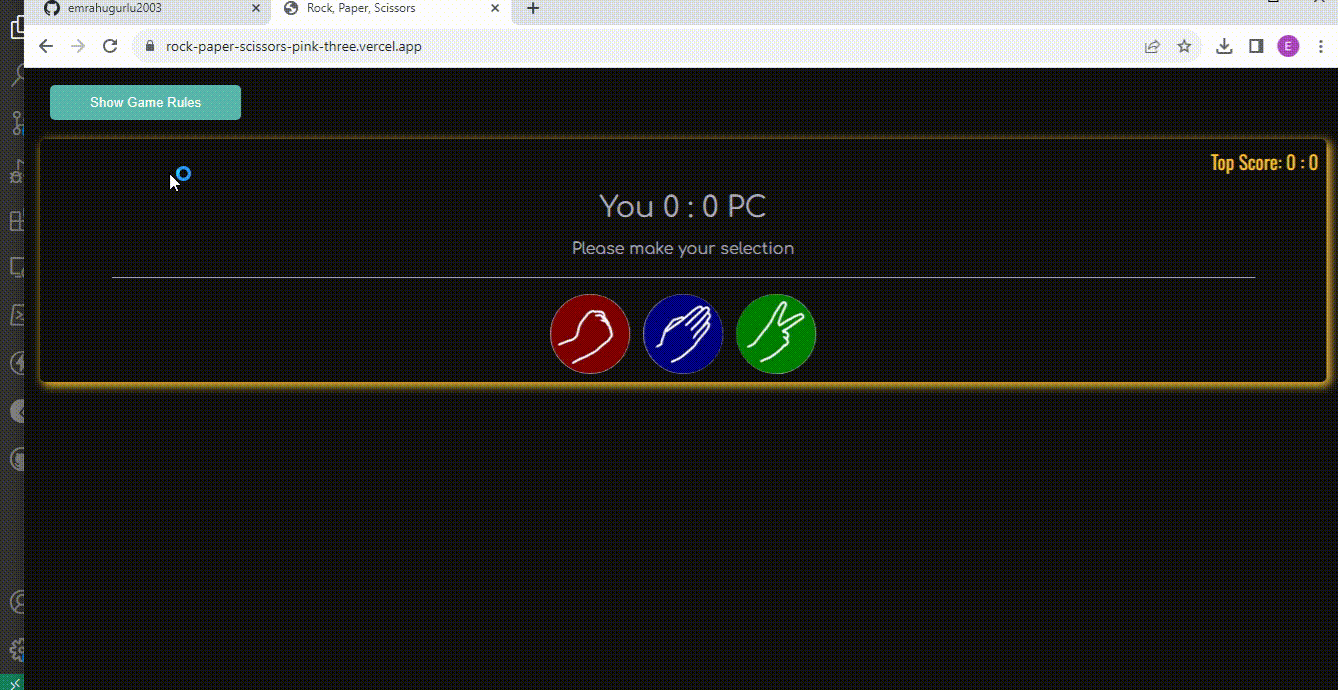 emrahugurlu2003
Rock, Paper, Scissors
rock-paper-scissors-pink-three.vercel.app
E
Show Game Rules
Top Score: 0 : 0
You 0 : 0 PC
Please make your selection